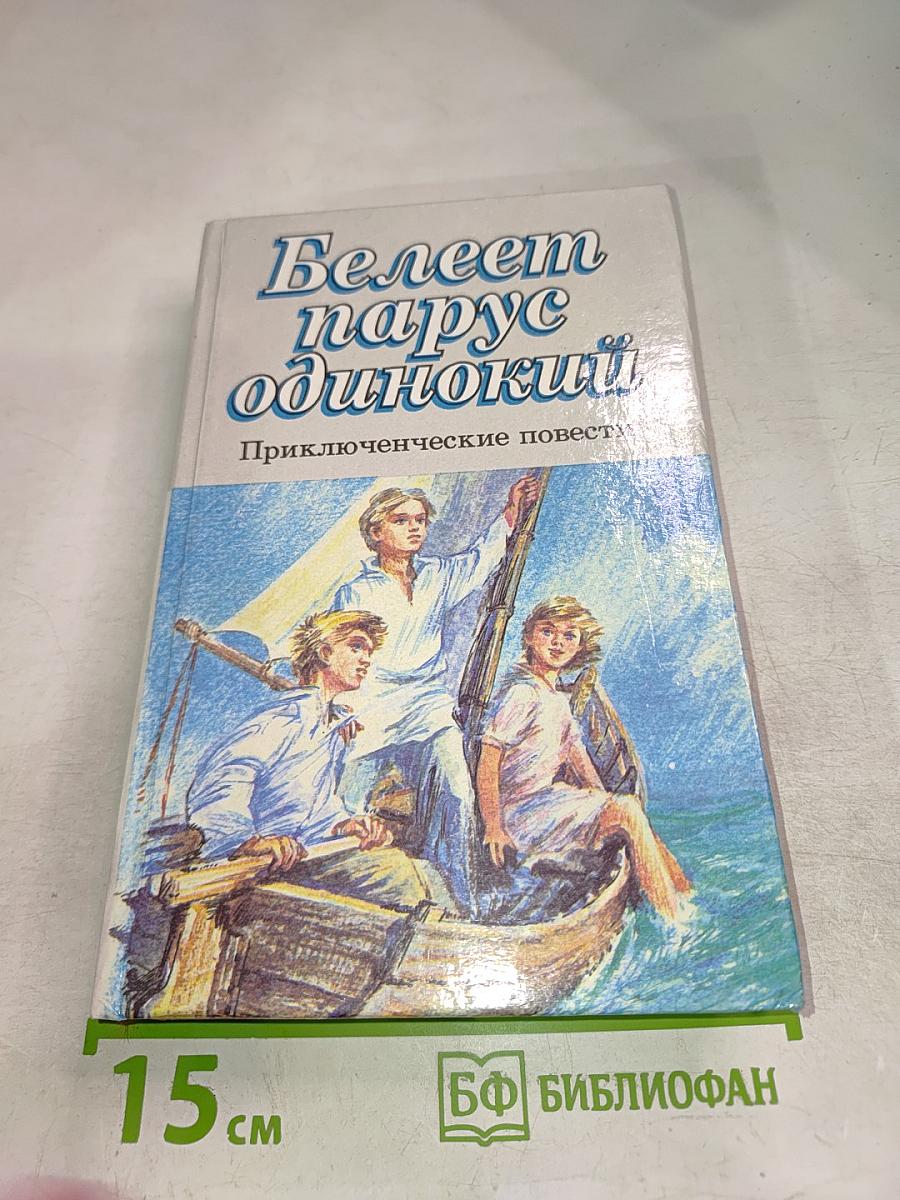 Белеет
парус
одинокий
Приключенческие повести
15 см
БФ БИБЛИОФАН